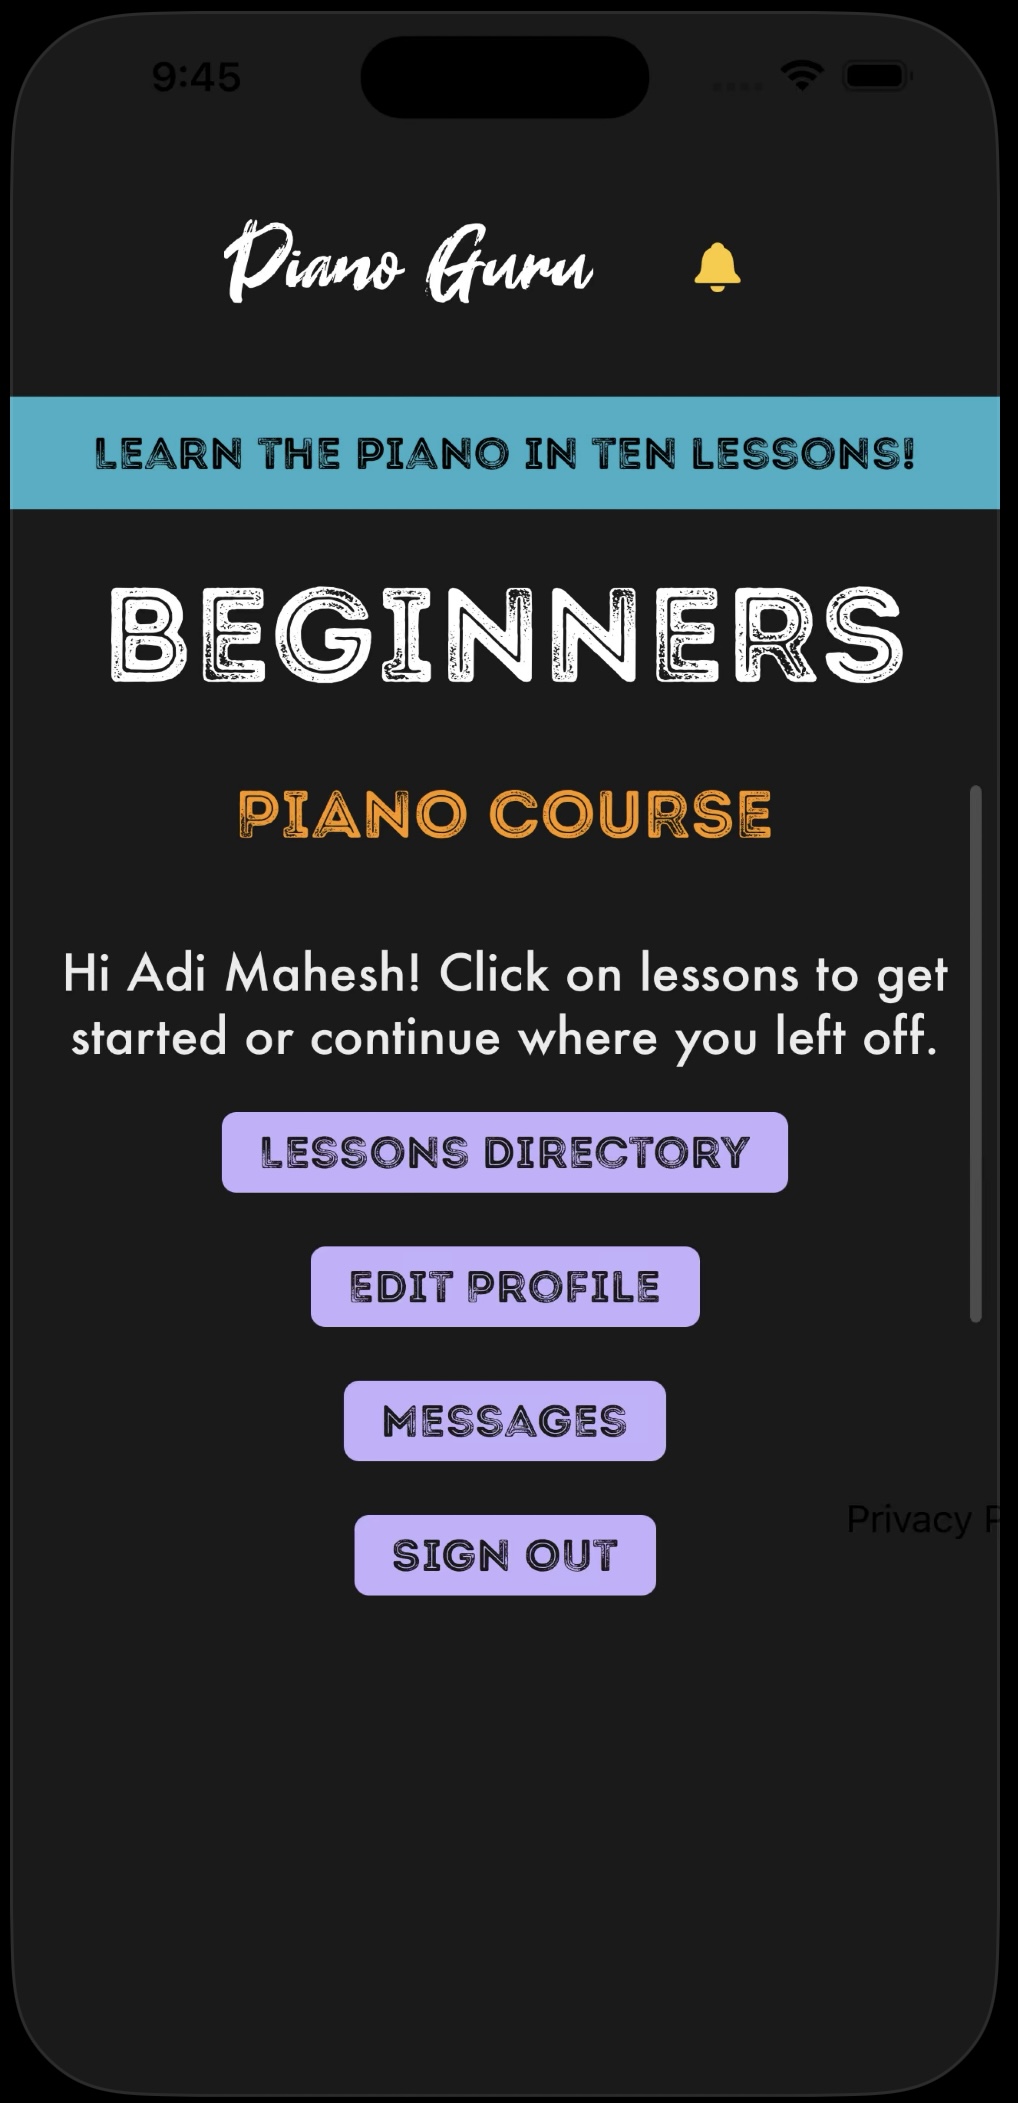 9:45
Piano Guru
LEARN THE PIANO IN TEN LESSONS!
BEGINNERS
PIANO COURSE
Hi Adi Mahesh! Click on lessons to get
started or continue where you left off.
LESSONS DIRECTORY
EDIT PROFILE
MESSAGES
Privacy P
SIGN OUT